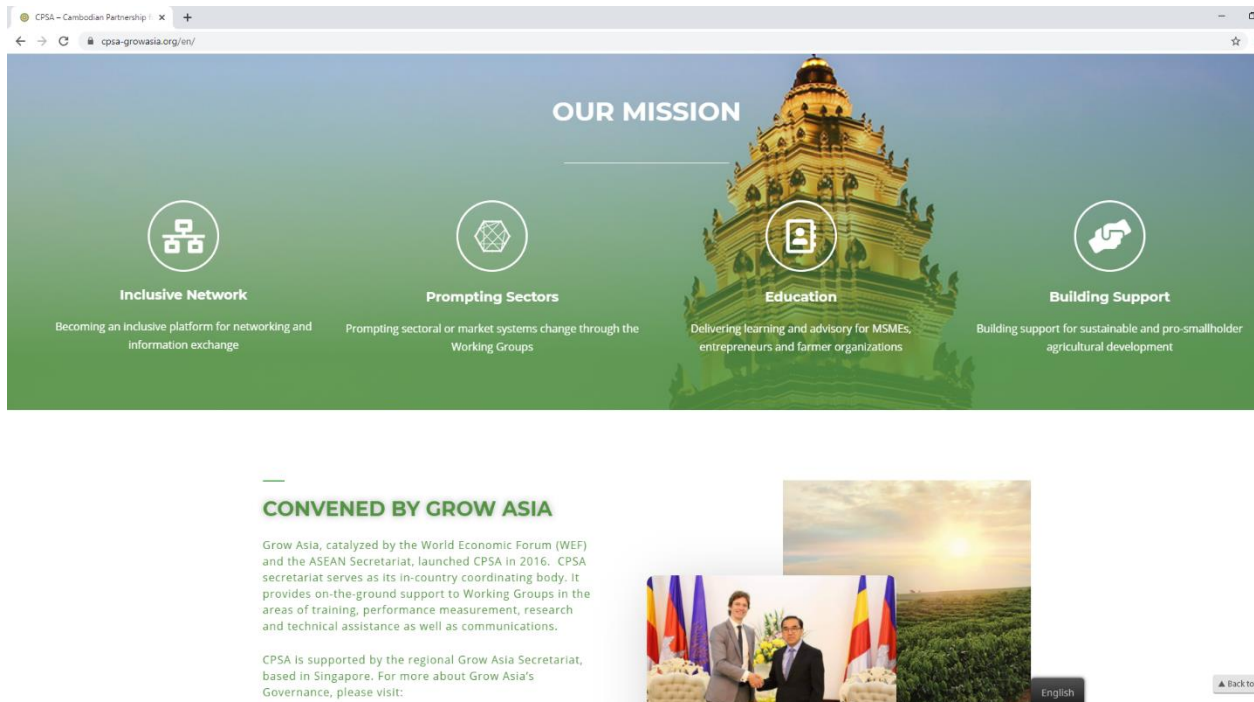 CPSA – Cambodian Partnership
cpsa-growasia.org/en/
OUR MISSION
Inclusive Network
Becoming an inclusive platform for networking and
information exchange
Prompting Sectors
Prompting sectoral or market systems change through the
Working Groups
Education
Delivering learning and advisory for MSMEs,
entrepreneurs and farmer organizations
Building Support
Building support for sustainable and pro-smallholder
agricultural development
CONVENED BY GROW ASIA
Grow Asia, catalyzed by the World Economic Forum (WEF)
and the ASEAN Secretariat, launched CPSA in 2016. CPSA
secretariat serves as its in-country coordinating body. It
provides on-the-ground support to Working Groups in the
areas of training, performance measurement, research
and technical assistance as well as communications.
CPSA is supported by the regional Grow Asia Secretariat,
based in Singapore. For more about Grow Asia's
Governance, please visit:
English
▲ Back to